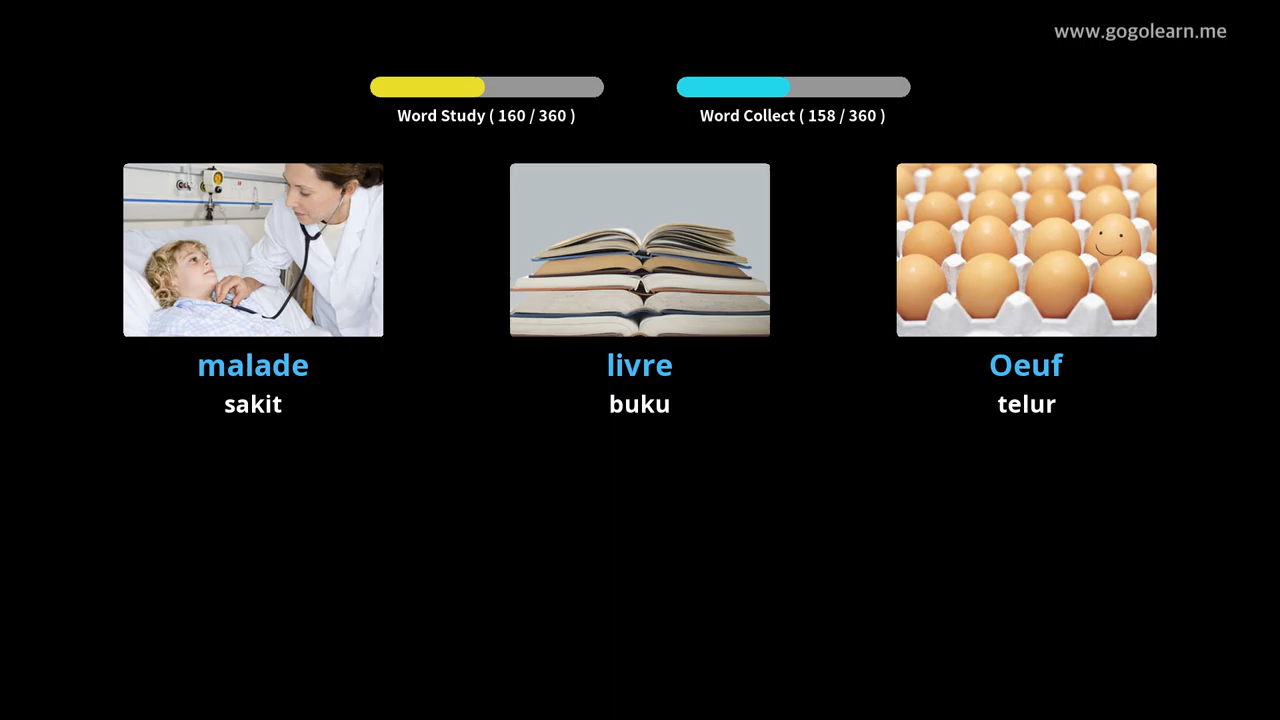 www.gogolearn.me
Word Study ( 160 / 360 )
Word Collect ( 158 / 360 )
malade
sakit
livre
buku
Oeuf
telur